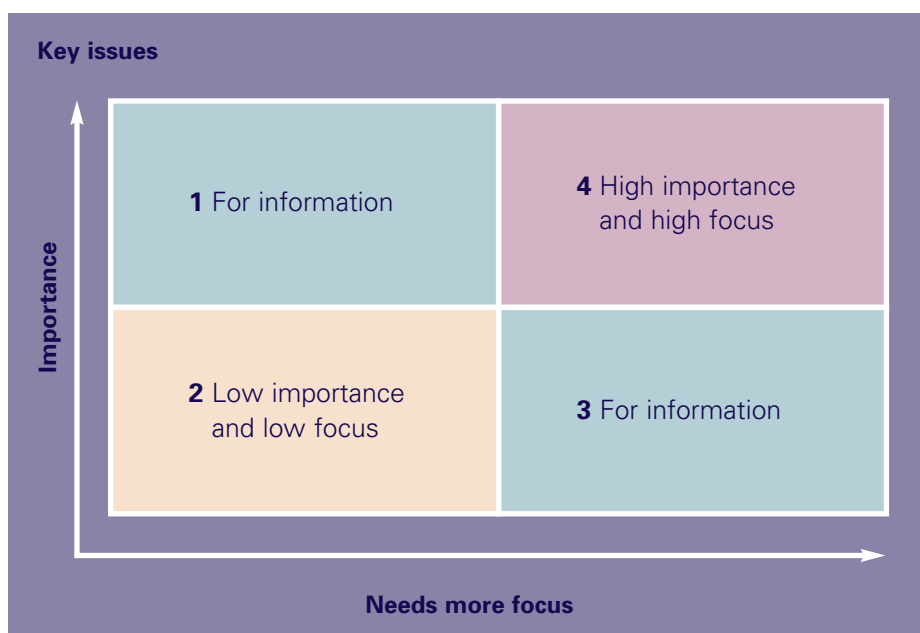 Key issues
1 For information
4 High importance
and high focus
Importance
2 Low importance
and low focus
3 For information
Needs more focus